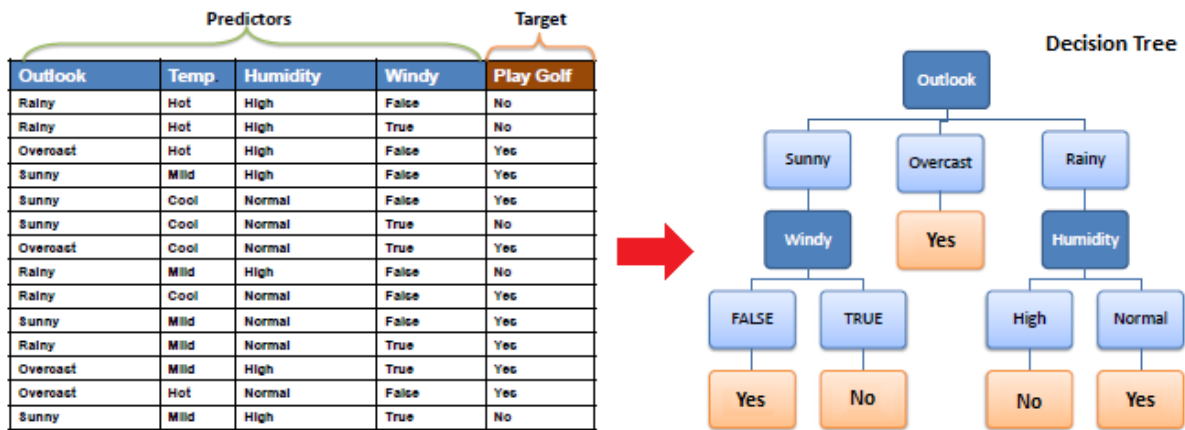 Predictors Target
Outlook Temp. Humidity Windy Play Golf
Rainy Hot High False No
Rainy Hot High True No
Overcast Hot High False Yes
Sunny Mild High False Yes
Sunny Cool Normal False Yes
Sunny Cool Normal True No
Overcast Cool Normal True Yes
Rainy Mild High False No
Rainy Cool Normal False Yes
Sunny Mild Normal False Yes
Rainy Mild Normal True Yes
Overcast Mild High True Yes
Overcast Hot Normal False Yes
Sunny Mild High True No
Decision Tree
Outlook
Sunny Overcast Rainy
Windy Yes Humidity
FALSE TRUE High Normal
Yes No No Yes